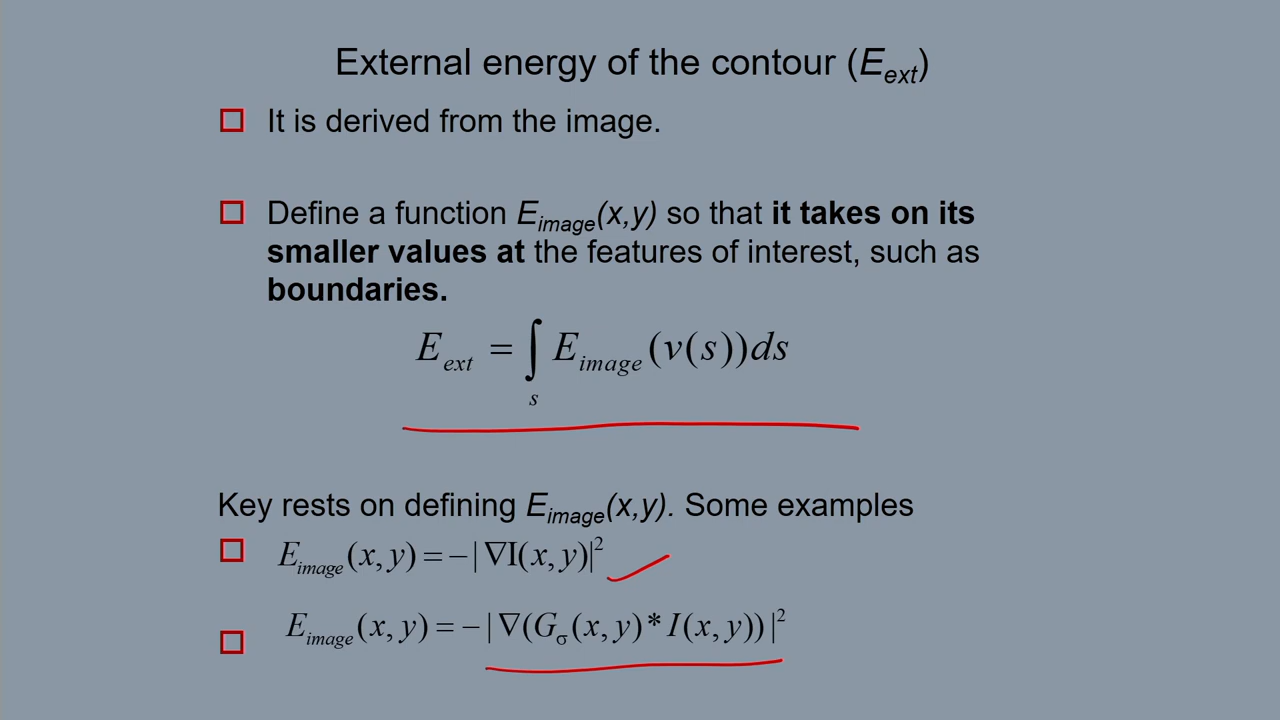 External energy of the contour (E_ext)
It is derived from the image.
Define a function E_image(x,y) so that it takes on its
smaller values at the features of interest, such as
boundaries.
E_ext = ∫_s E_image (v(s))ds
Key rests on defining E_image(x,y). Some examples
E_image(x, y) = −| ∇I(x, y)|²
E_image(x, y) = −| ∇(G_σ(x, y) * I(x, y)) |²